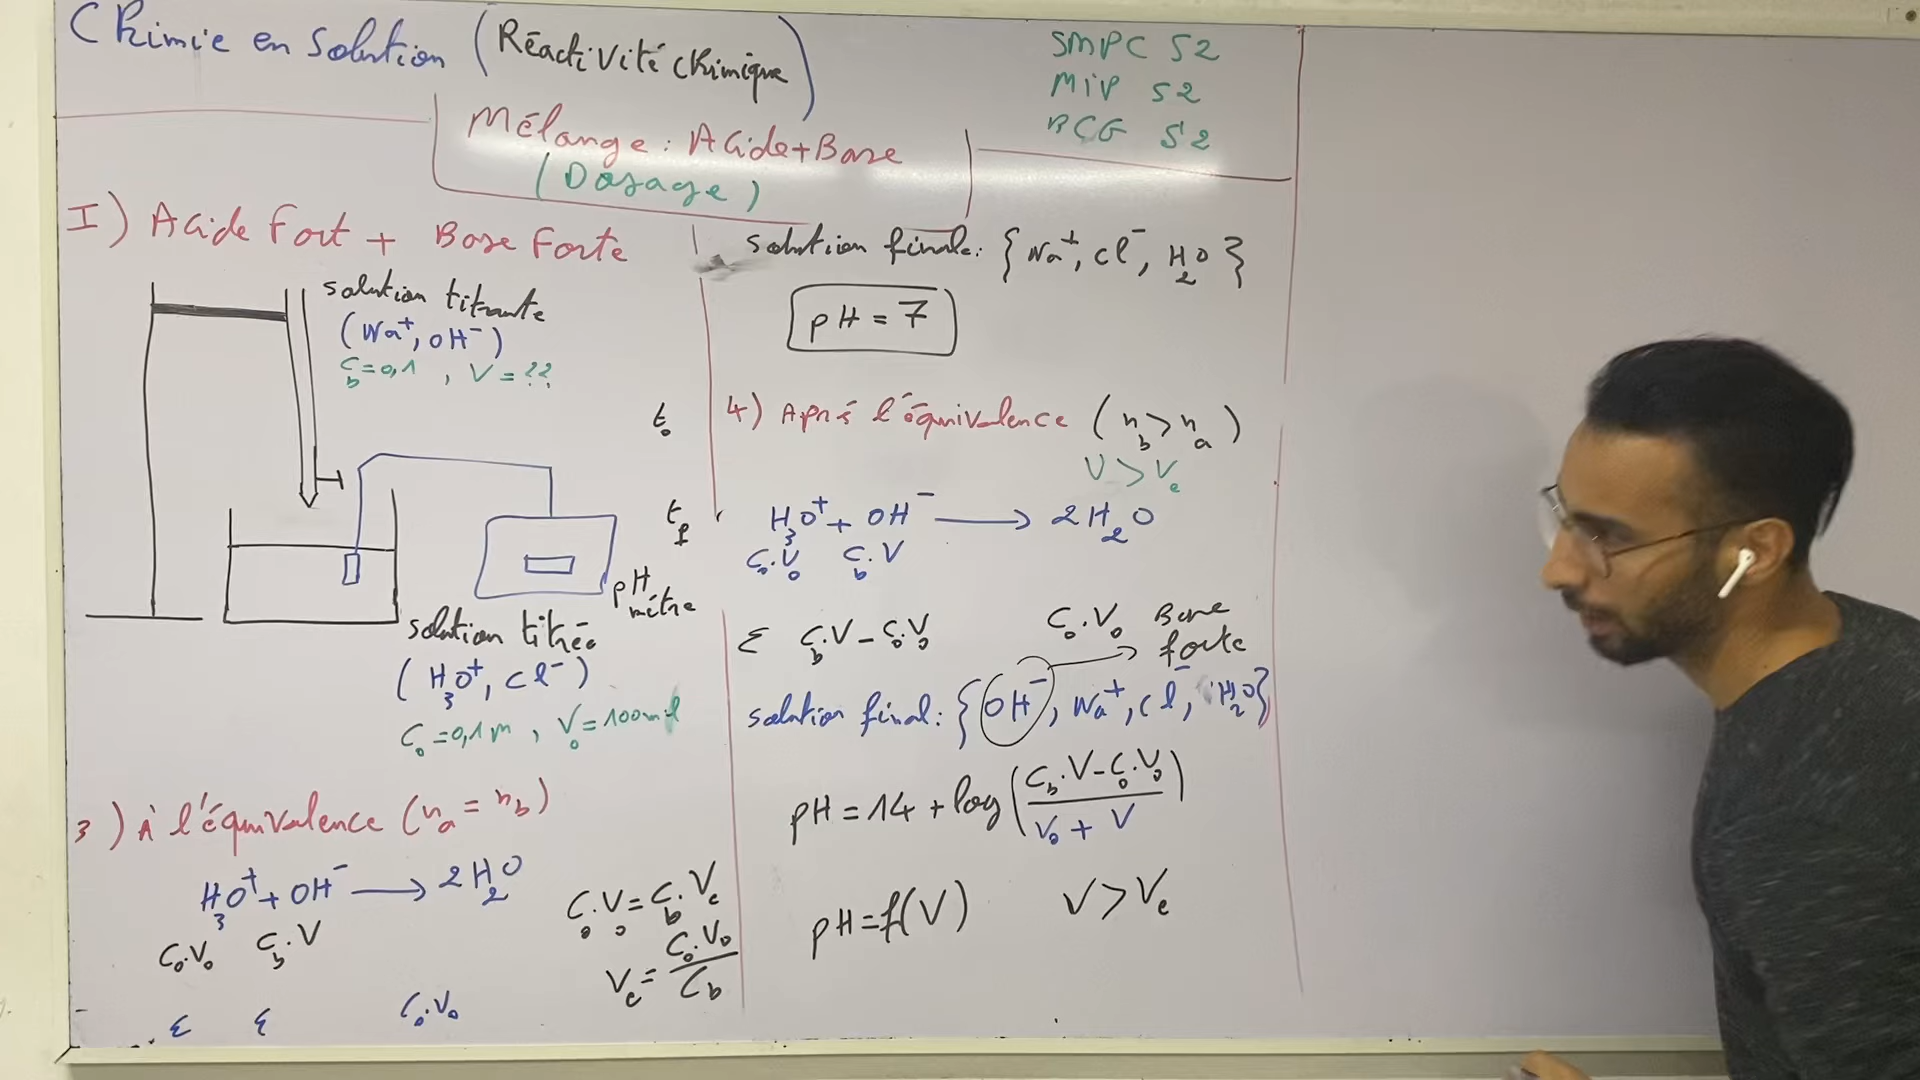 Chimie en solution (Réactivité chimique)
SMPC S2
MIP S2
BCG S2
Mélange: Acide+Base
(Dosage)
I) Acide Fort + Base Forte
solution titrante
(Na⁺, OH⁻)
C_b=0,1 , V=??
pH mètre
solution titrée
(H₃O⁺, Cl⁻)
C₀=0,1M , V₀=100ml
3) À l'équivalence (n_a = n_b)
H₃O⁺ + OH⁻ → 2H₂O
C₀.V₀ C_b.V
ε ε C₀.V₀
C₀.V₀ = C_b.V_e
V_e = C₀.V₀ / C_b
solution finale: {Na⁺, Cl⁻, H₂O}
pH = 7
4) Après l'équivalence (n_b > n_a)
V > V_e
t₀
H₃O⁺ + OH⁻ → 2H₂O
t_f
C₀.V₀ C_b.V
ε C_b.V - C₀.V₀ C₀.V₀
Base forte
solution final: {OH⁻, Na⁺, Cl⁻, H₂O}
pH = 14 + log((C_b.V - C₀.V₀) / (V₀ + V))
pH = f(V) V > V_e